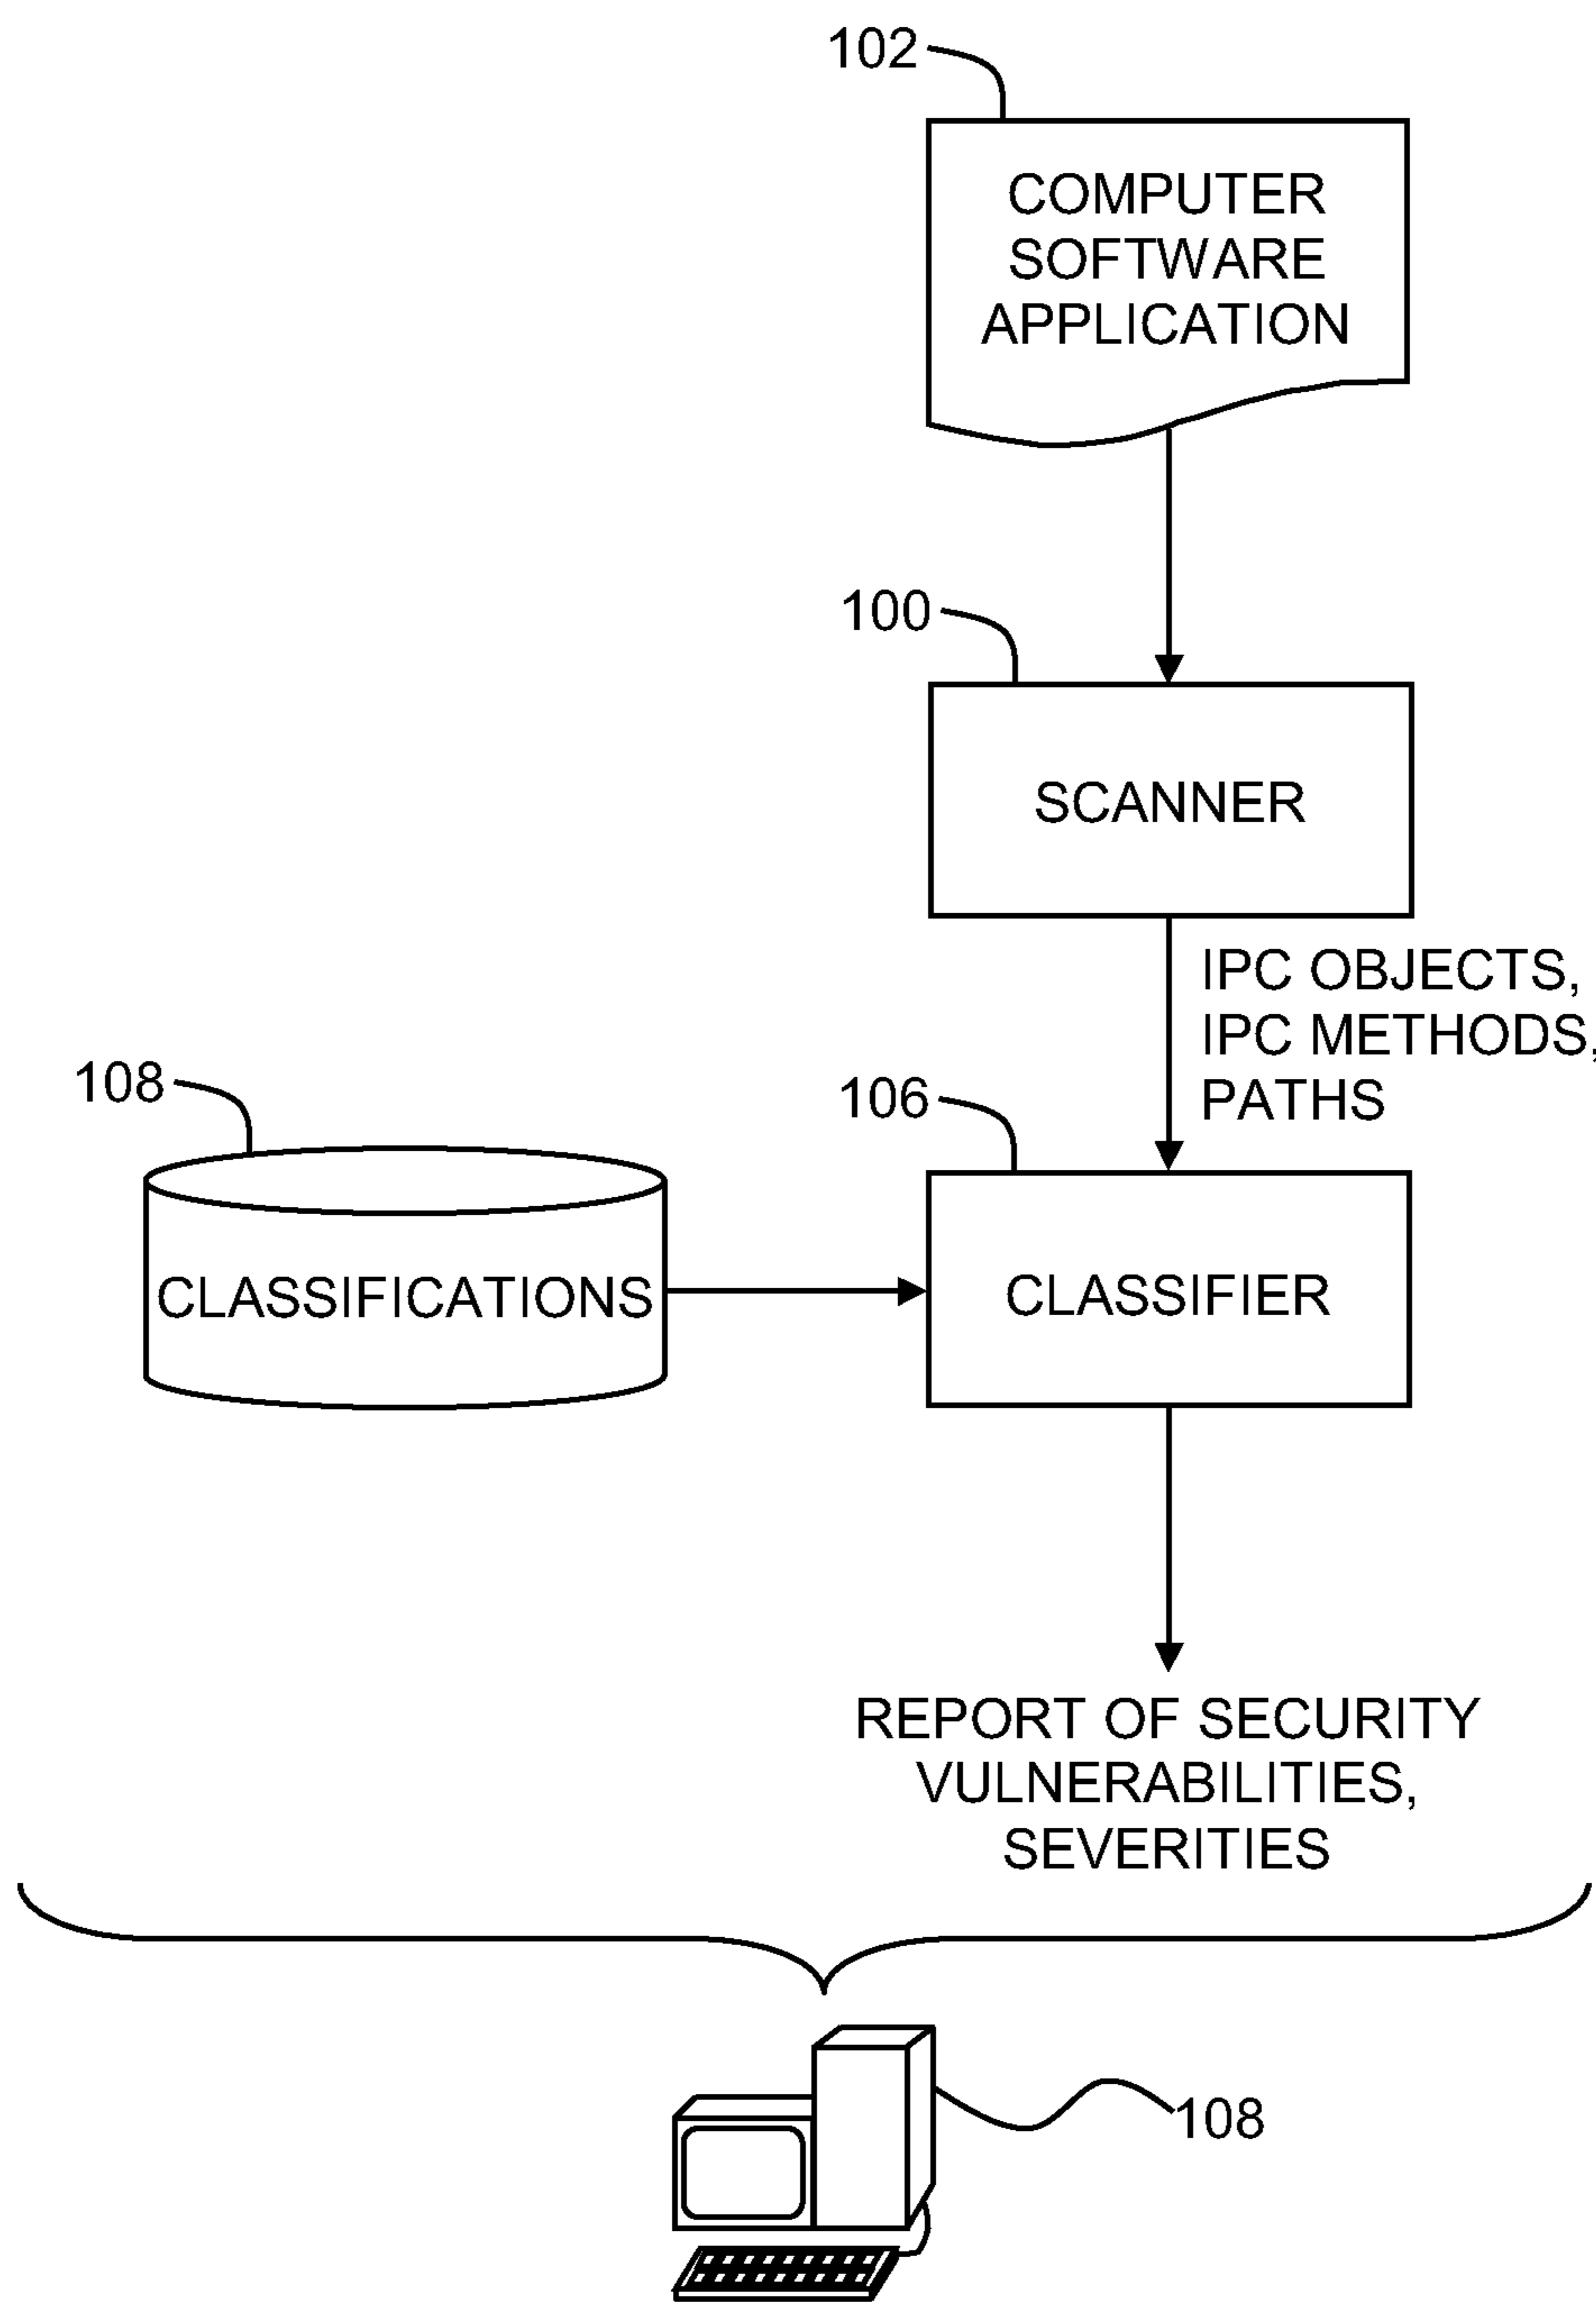 102
COMPUTER
SOFTWARE
APPLICATION
100
SCANNER
IPC OBJECTS,
IPC METHODS,
PATHS
108
106
CLASSIFICATIONS
CLASSIFIER
REPORT OF SECURITY
VULNERABILITIES,
SEVERITIES
108